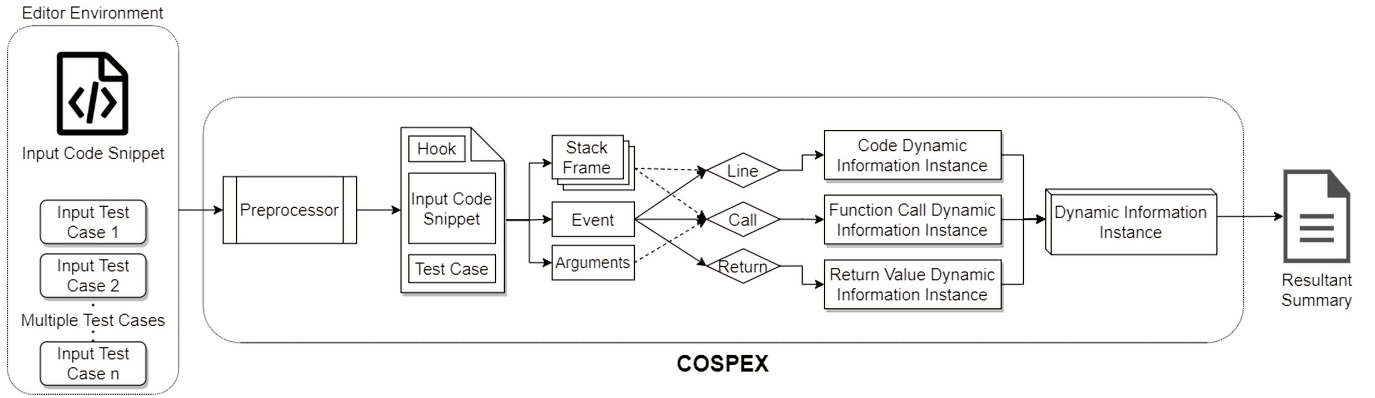 Editor Environment
Input Code Snippet
Input Test
Case 1
Input Test
Case 2
Multiple Test Cases
Input Test
Case n
Preprocessor
Hook
Input Code
Snippet
Test Case
Stack
Frame
Event
Arguments
Line
Call
Return
Code Dynamic
Information Instance
Function Call Dynamic
Information Instance
Return Value Dynamic
Information Instance
Dynamic Information
Instance
Resultant
Summary
COSPEX